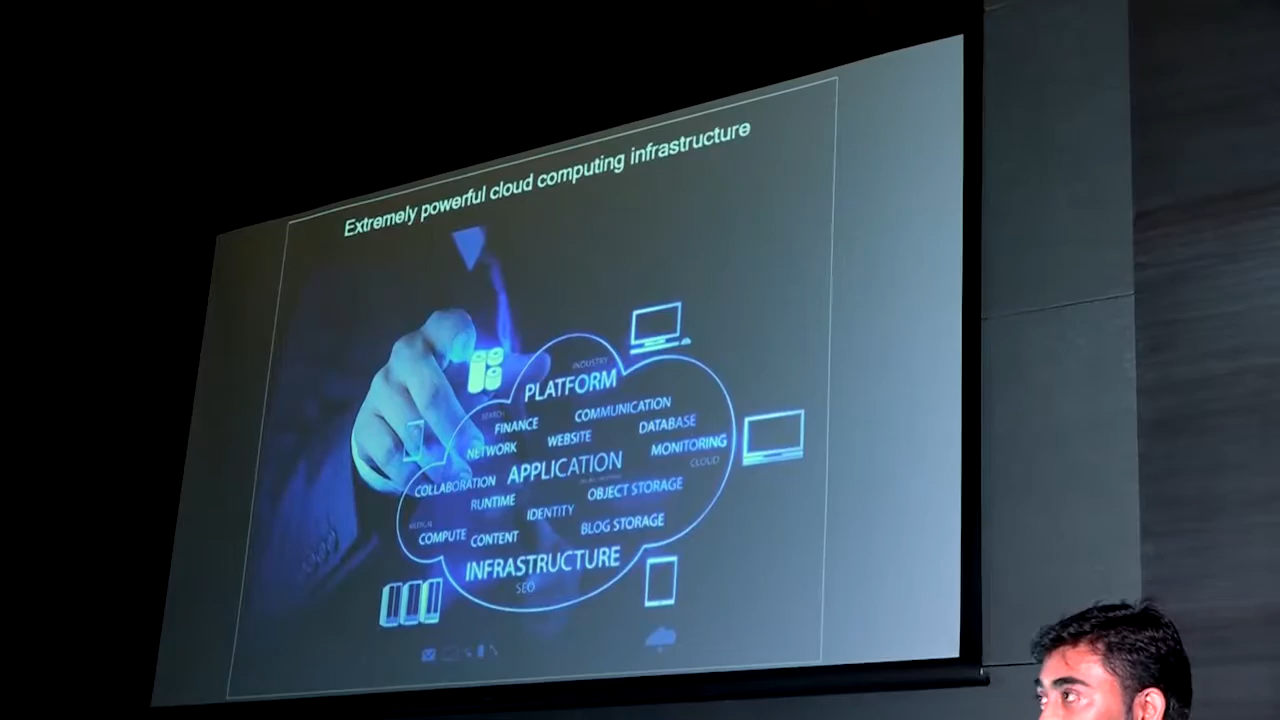 Extremely powerful cloud computing infrastructure
INDUSTRY
PLATFORM
SEARCH
FINANCE COMMUNICATION
NETWORK WEBSITE DATABASE
MONITORING
APPLICATION CLOUD
COLLABORATION
RUNTIME OBJECT STORAGE
IDENTITY
MEDICAL
COMPUTE CONTENT BLOG STORAGE
INFRASTRUCTURE
SEO